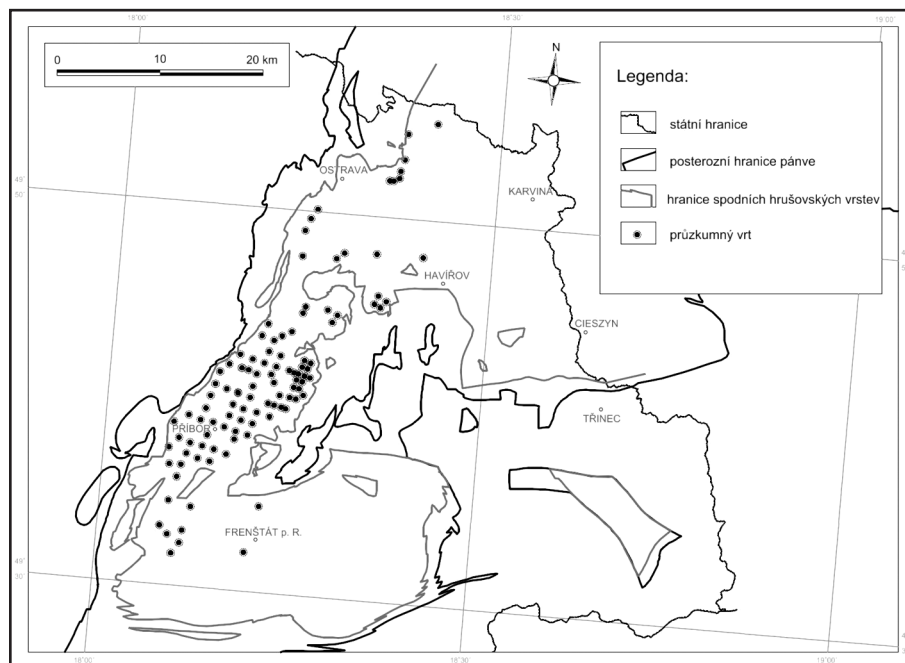 18°00'
18°30'
19°00'
0 10 20 km
N
Legenda:
státní hranice
posterozní hranice pánve
hranice spodních hrušovských vrstev
průzkumný vrt
OSTRAVA
KARVINÁ
49°
50'
HAVÍŘOV
CIESZYN
TŘINEC
PŘÍBOR
FRENŠTÁT p. R.
49°
30'
18°00'
18°30'
19°00'